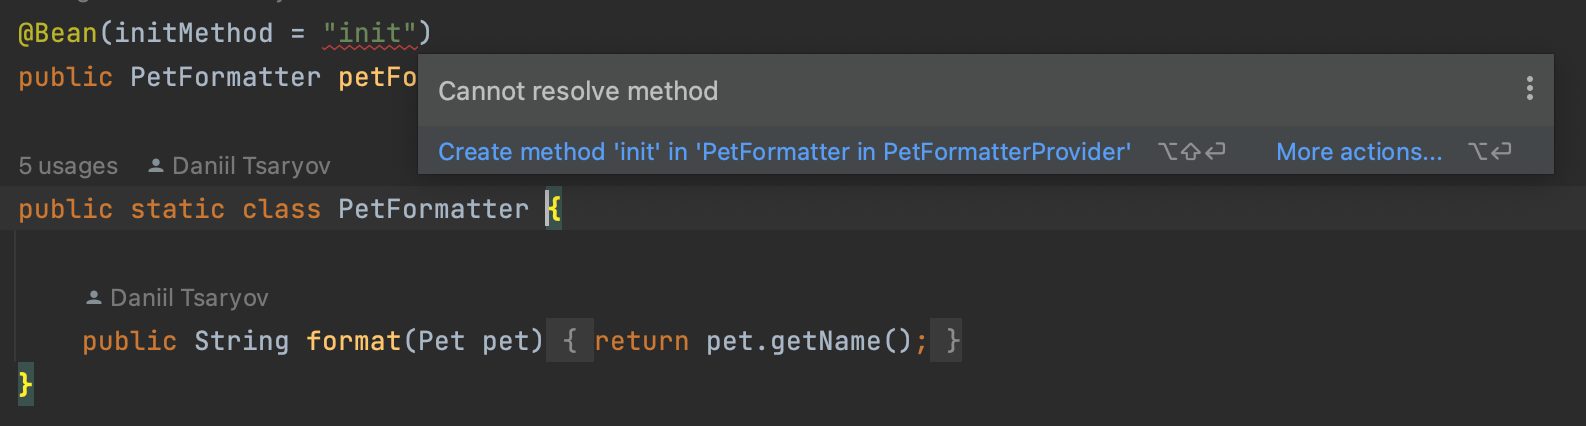 @Bean(initMethod = "init")
public PetFormatter petFo
Cannot resolve method
Create method 'init' in 'PetFormatter in PetFormatterProvider' ⌥⇧↩ More actions... ⌥↩
5 usages Daniil Tsaryov
public static class PetFormatter {
Daniil Tsaryov
public String format(Pet pet) { return pet.getName(); }
}